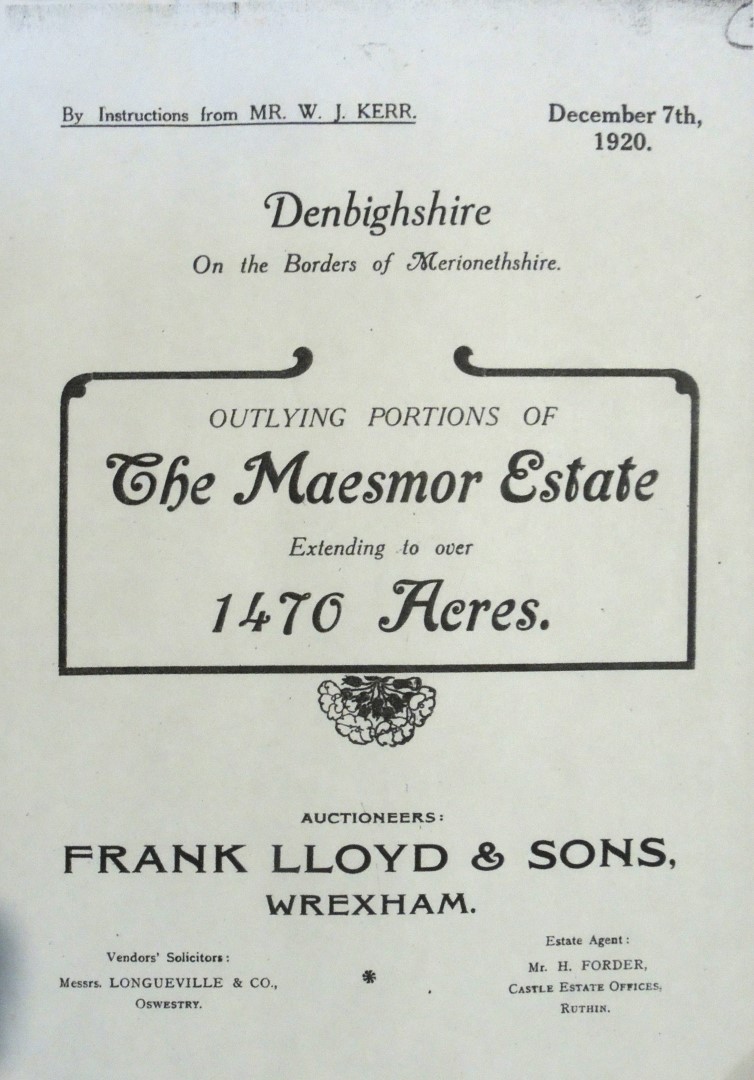 By Instructions from MR. W. J. KERR.
December 7th,
1920.
Denbighshire
On the Borders of Merionethshire.
OUTLYING PORTIONS OF
The Maesmor Estate
Extending to over
1470 Acres.
AUCTIONEERS:
FRANK LLOYD & SONS,
WREXHAM.
Vendors' Solicitors:
Messrs. LONGUEVILLE & CO.,
OSWESTRY.
Estate Agent:
Mr. H. FORDER,
CASTLE ESTATE OFFICES,
RUTHIN.